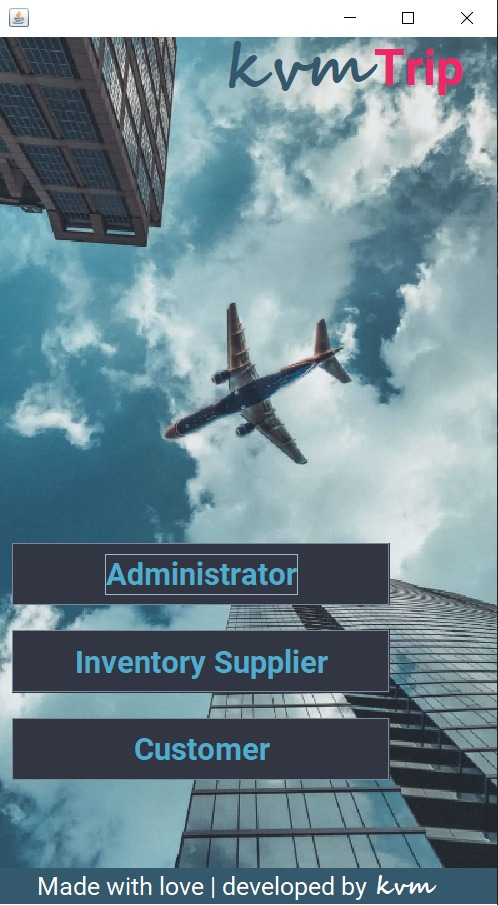 kvmTrip
Administrator
Inventory Supplier
Customer
Made with love | developed by kvm